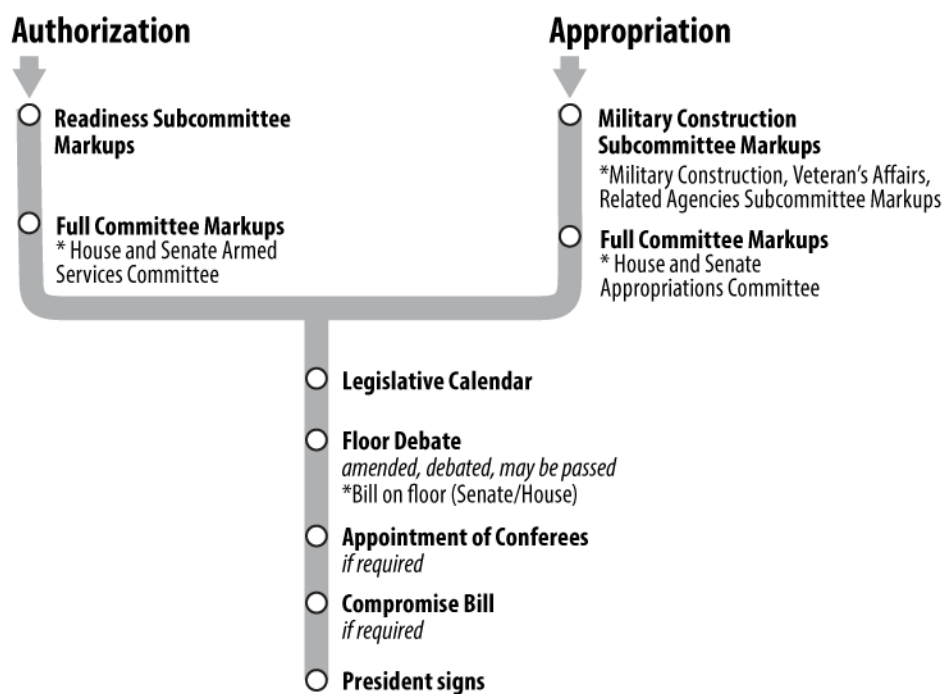 Authorization
Readiness Subcommittee
Markups
Full Committee Markups
* House and Senate Armed
Services Committee
Appropriation
Military Construction
Subcommittee Markups
*Military Construction, Veteran’s Affairs,
Related Agencies Subcommittee Markups
Full Committee Markups
* House and Senate
Appropriations Committee
Legislative Calendar
Floor Debate
amended, debated, may be passed
*Bill on floor (Senate/House)
Appointment of Conferees
if required
Compromise Bill
if required
President signs